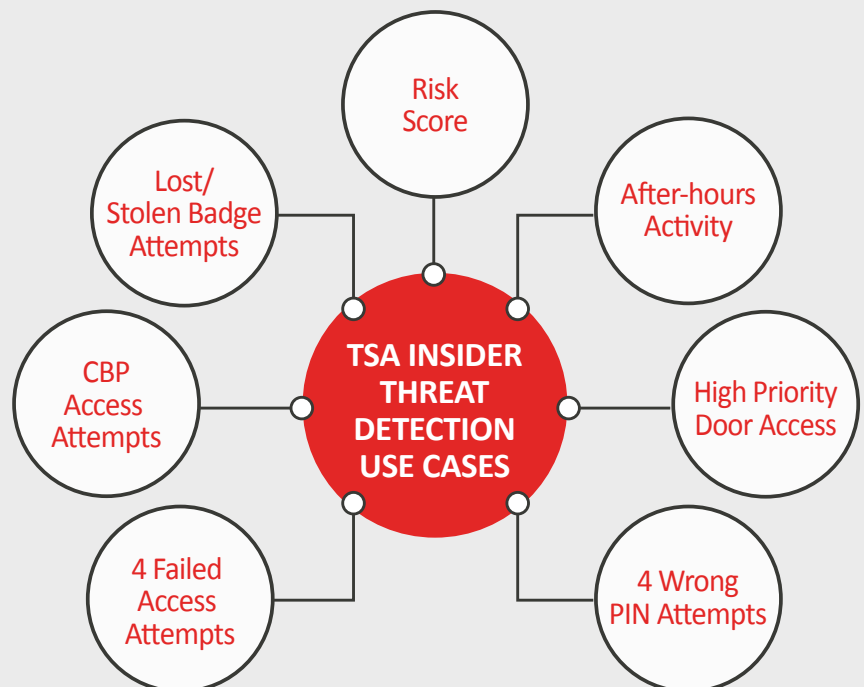 Risk
Score
Lost/
Stolen Badge
Attempts
After-hours
Activity
TSA INSIDER
THREAT
DETECTION
USE CASES
CBP
Access
Attempts
High Priority
Door Access
4 Failed
Access
Attempts
4 Wrong
PIN Attempts